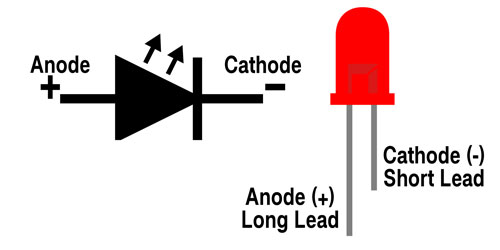 Anode
+
Cathode
-
Cathode (-)
Short Lead
Anode (+)
Long Lead